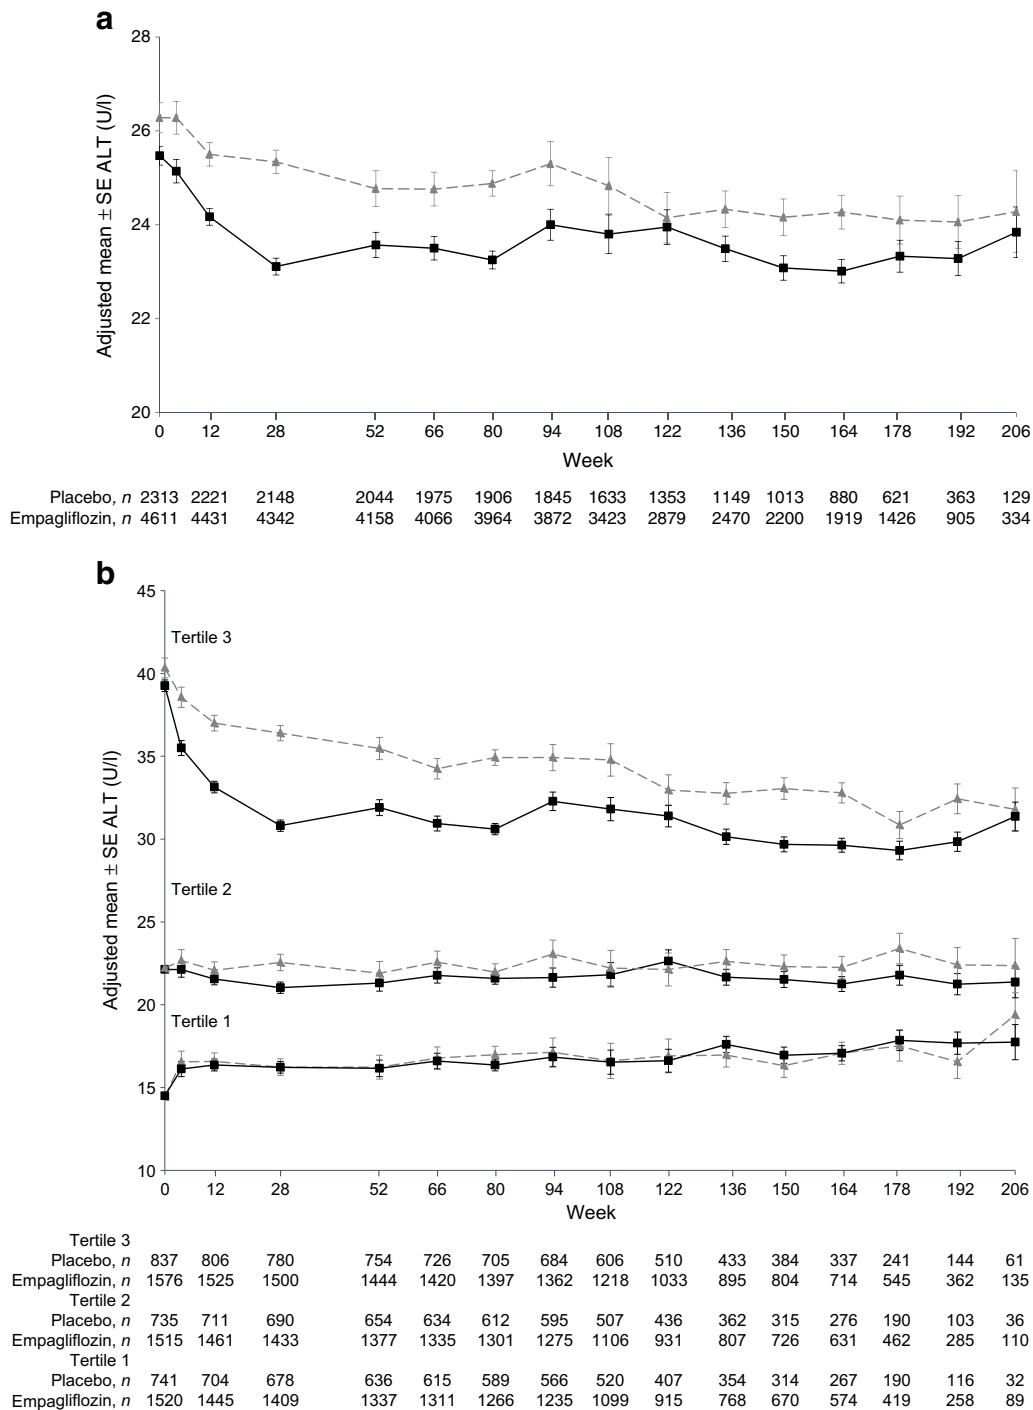 a
Adjusted mean ± SE ALT (U/l)
28
26
24
22
20
0 12 28 52 66 80 94 108 122 136 150 164 178 192 206
Week
Placebo, n 2313 2221 2148 2044 1975 1906 1845 1633 1353 1149 1013 880 621 363 129
Empagliflozin, n 4611 4431 4342 4158 4066 3964 3872 3423 2879 2470 2200 1919 1426 905 334
b
Adjusted mean ± SE ALT (U/l)
45
Tertile 3
40
35
30
Tertile 2
25
20
Tertile 1
15
10
0 12 28 52 66 80 94 108 122 136 150 164 178 192 206
Week
Tertile 3
Placebo, n 837 806 780 754 726 705 684 606 510 433 384 337 241 144 61
Empagliflozin, n 1576 1525 1500 1444 1420 1397 1362 1218 1033 895 804 714 545 362 135
Tertile 2
Placebo, n 735 711 690 654 634 612 595 507 436 362 315 276 190 103 36
Empagliflozin, n 1515 1461 1433 1377 1335 1301 1275 1106 931 807 726 631 462 285 110
Tertile 1
Placebo, n 741 704 678 636 615 589 566 520 407 354 314 267 190 116 32
Empagliflozin, n 1520 1445 1409 1337 1311 1266 1235 1099 915 768 670 574 419 258 89